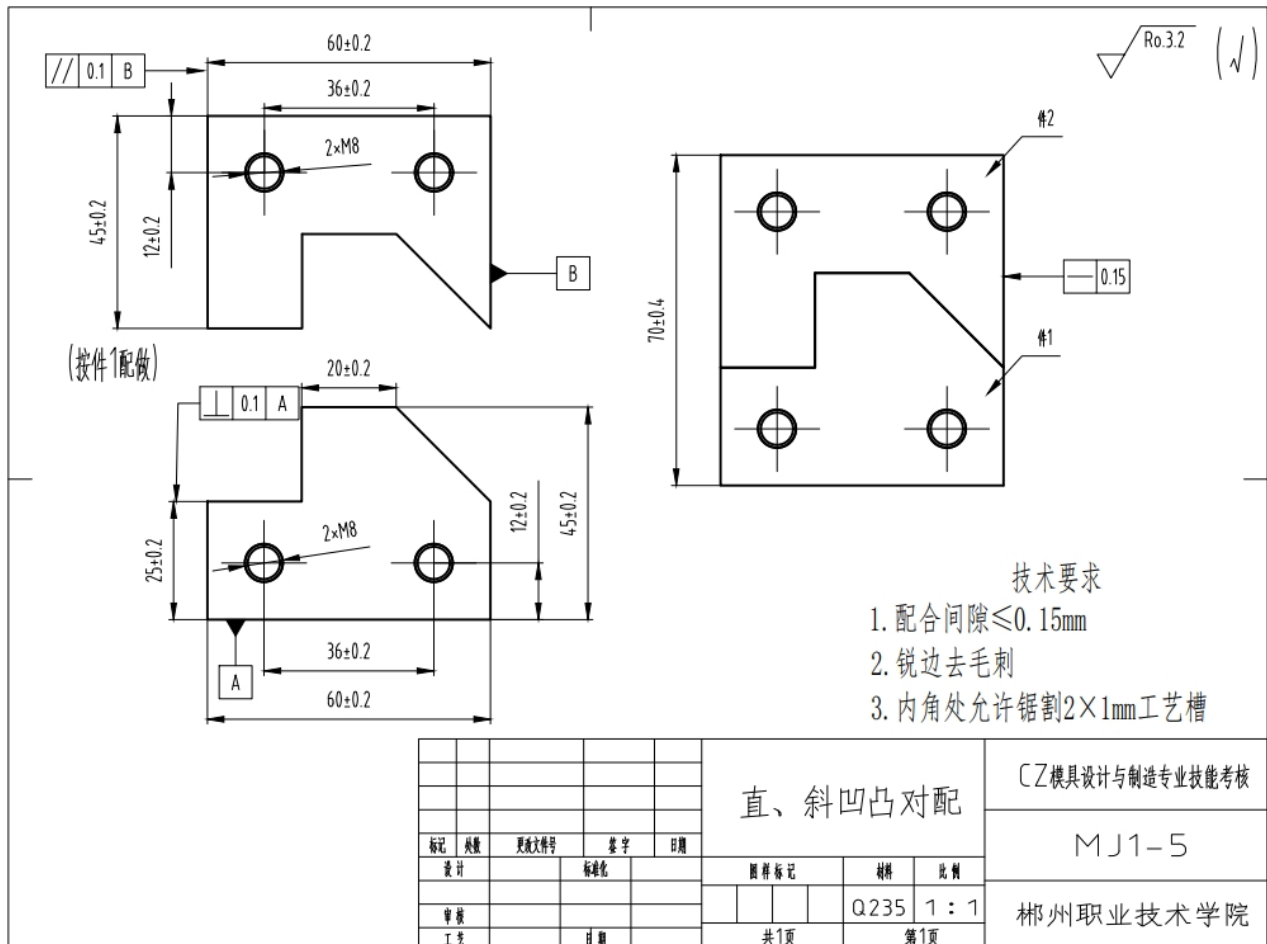 60±0.2
Ro.3.2
(√)
// 0.1 B
36±0.2
2×M8
件2
45±0.2
12±0.2
B
0.15
70±0.4
(按件1配做)
20±0.2
件1
⊥ 0.1 A
2×M8
12±0.2
45±0.2
25±0.2
36±0.2
A
60±0.2
技术要求
1.配合间隙≤0.15mm
2.锐边去毛刺
3.内角处允许锯割2×1mm工艺槽
直、斜凹凸对配
CZ模具设计与制造专业技能考核
MJ1-5
标记 处数 更改文件号 签字 日期
设计 标准化
图样标记 材料 比例
Q235 1:1
审核
郴州职业技术学院
工艺 日期
共1页 第1页